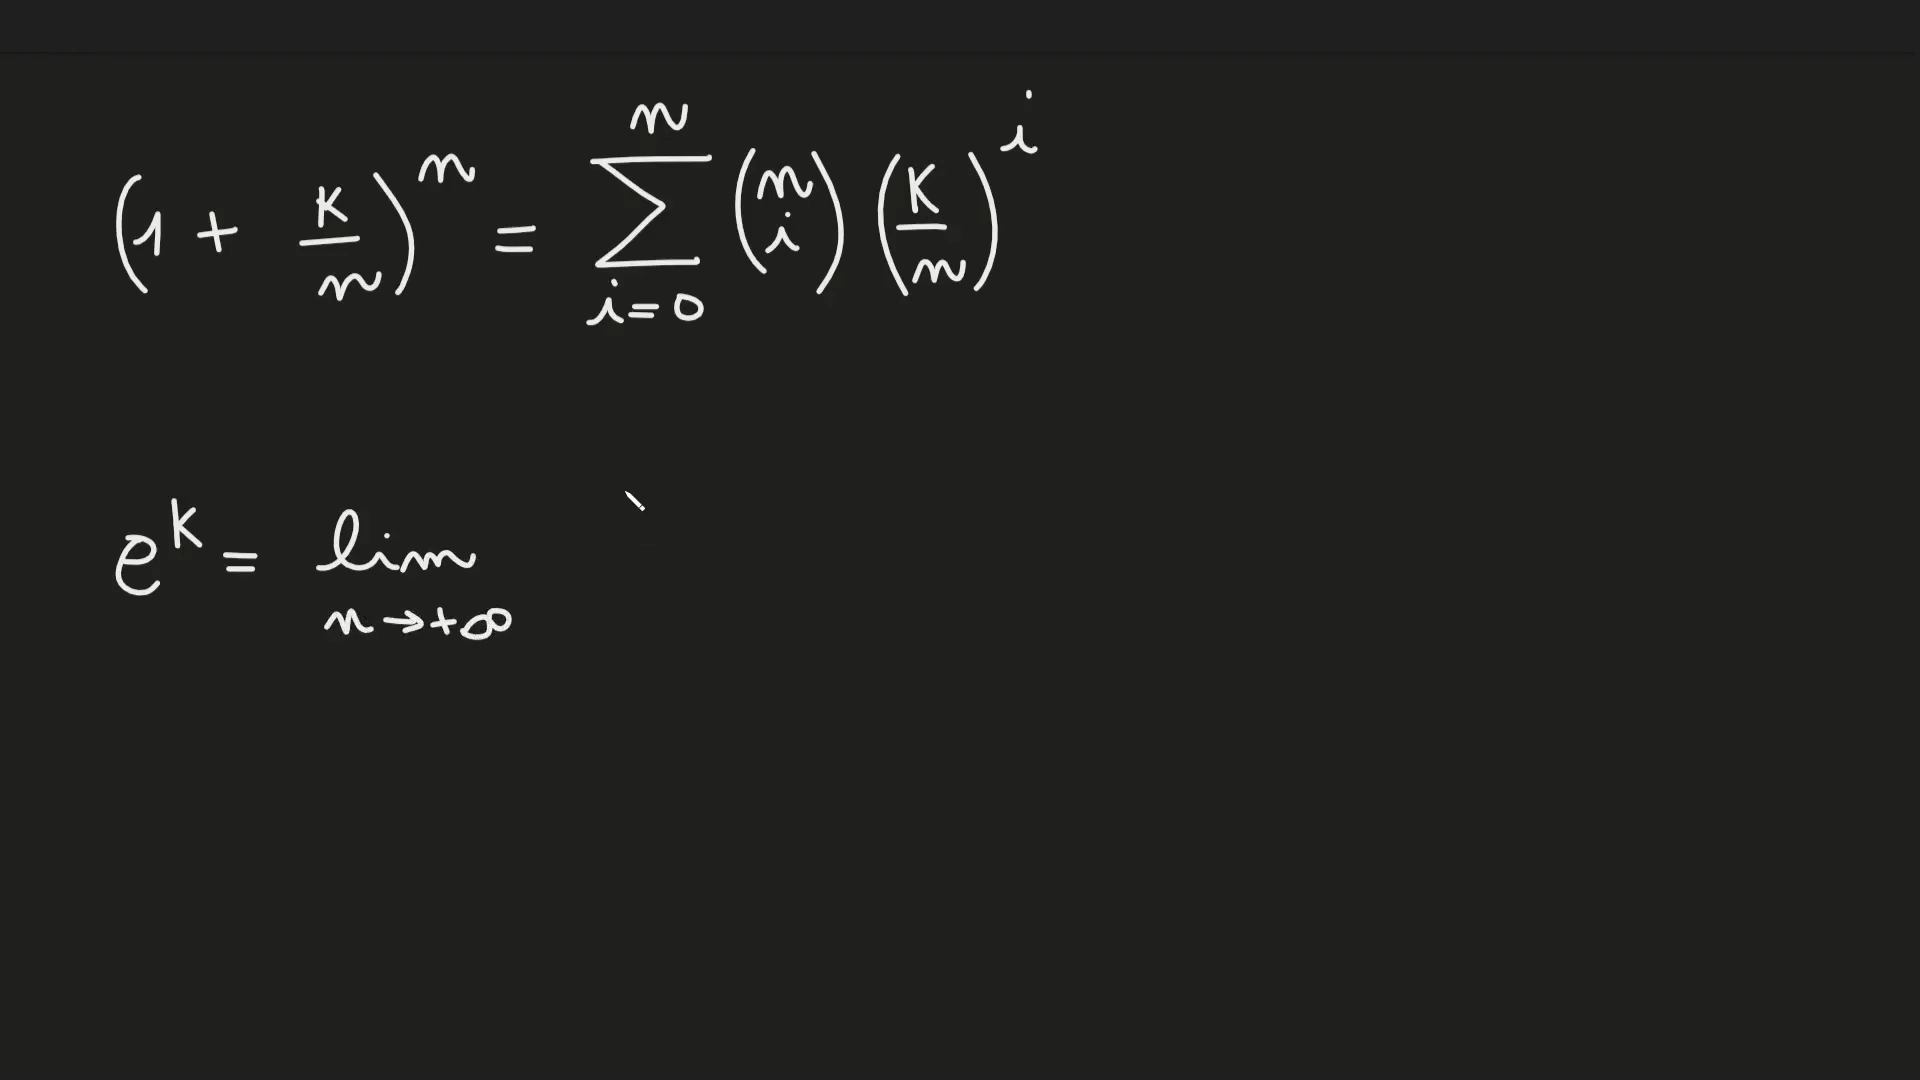 (1 + k/n)^n = ∑_{i=0}^{n} (n i) (k/n)^i
e^k = lim_{n→+∞}